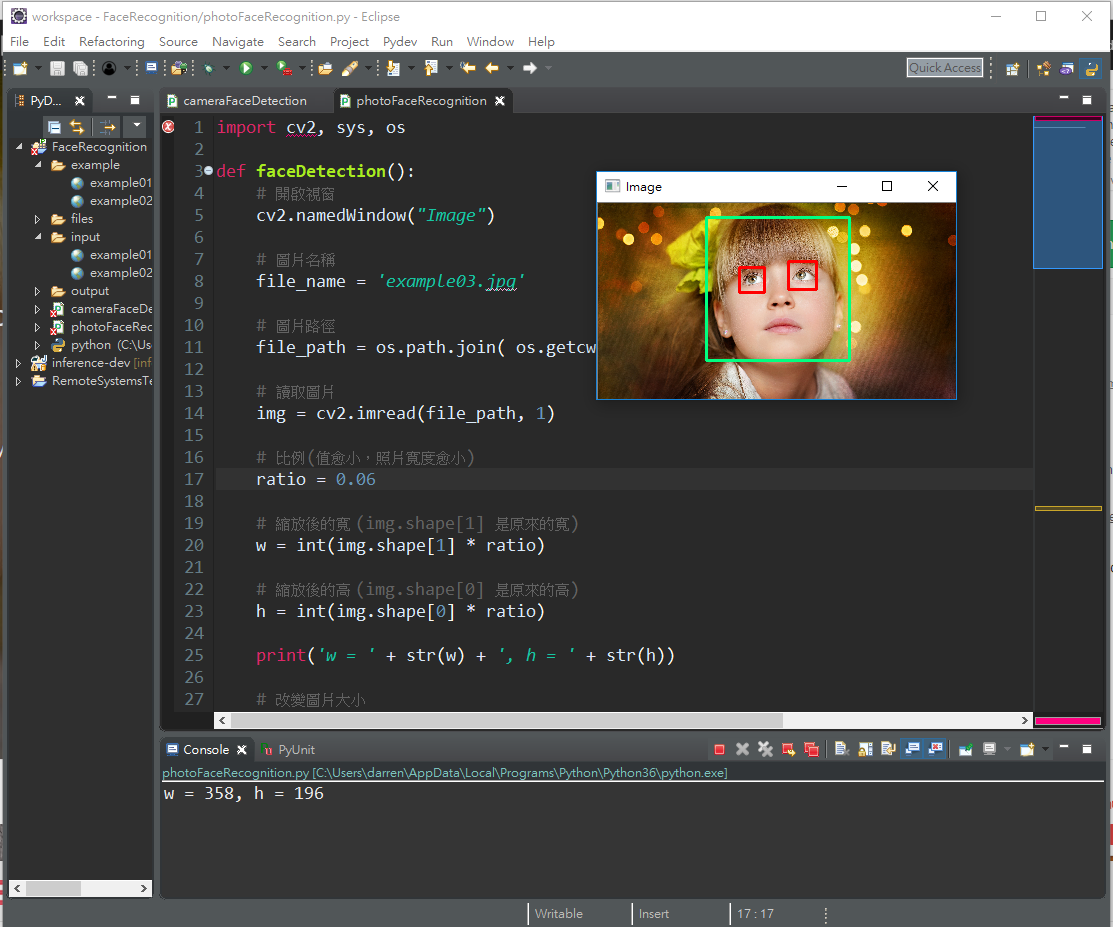 workspace - FaceRecognition/photoFaceRecognition.py - Eclipse
File Edit Refactoring Source Navigate Search Project Pydev Run Window Help
Quick Access
PyD...
cameraFaceDetection
photoFaceRecognition
FaceRecognition
example
example01
example02
files
input
example01
example02
output
cameraFaceDe
photoFaceRec
python (C:\Use
inference-dev [infe
RemoteSystemsTe
1 import cv2, sys, os
2
3 def faceDetection():
4 # 開啟視窗
5 cv2.namedWindow("Image")
6
7 # 圖片名稱
8 file_name = 'example03.jpg'
9
10 # 圖片路徑
11 file_path = os.path.join( os.getcw
12
13 # 讀取圖片
14 img = cv2.imread(file_path, 1)
15
16 # 比例(值愈小，照片寬度愈小)
17 ratio = 0.06
18
19 # 縮放後的寬 (img.shape[1] 是原來的寬)
20 w = int(img.shape[1] * ratio)
21
22 # 縮放後的高 (img.shape[0] 是原來的高)
23 h = int(img.shape[0] * ratio)
24
25 print('w = ' + str(w) + ', h = ' + str(h))
26
27 # 改變圖片大小
Image
Console
PyUnit
photoFaceRecognition.py [C:\Users\darren\AppData\Local\Programs\Python\Python36\python.exe]
w = 358, h = 196
Writable
Insert
17 : 17